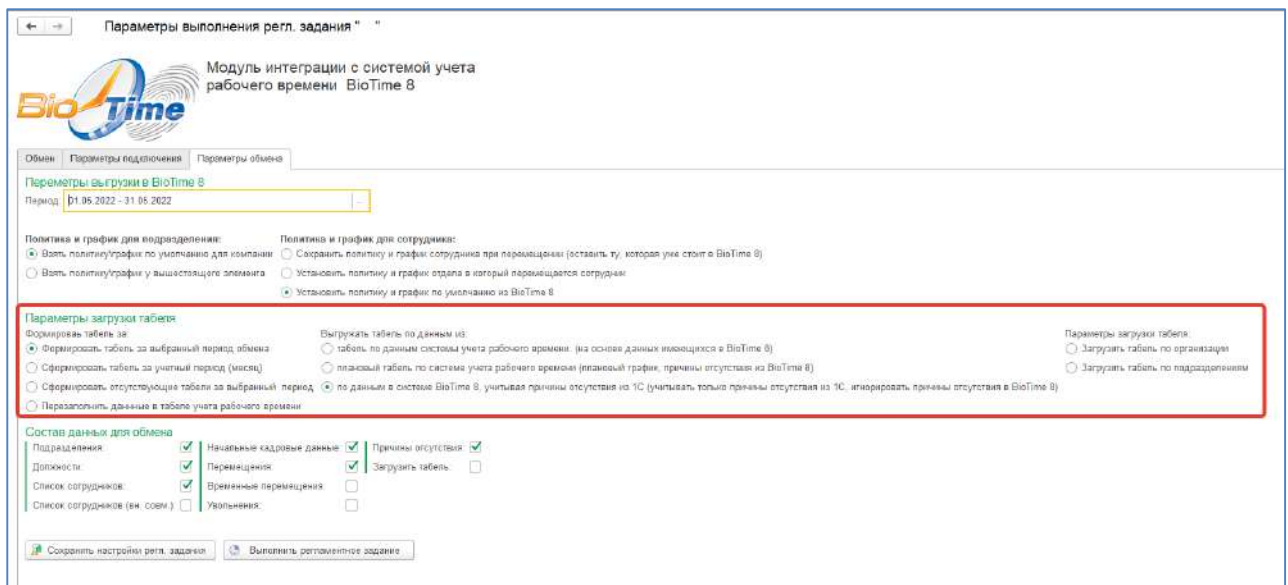 Параметры выполнения регл. задания " "
Модуль интеграции с системой учета
рабочего времени BioTime 8
BioTime
Обмен Параметры подключения Параметры обмена
Переметры выгрузки в BioTime 8
Период: 01.05.2022 - 31.05.2022 ...
Политика и график для подразделения: Политика и график для сотрудника:
Взять политику\график по умолчанию для компании Сохранить политику и график сотрудника при перемещении (оставить ту, которая уже стоит в BioTime 8)
Взять политику\график у вышестоящего элемента Установить политику и график отдела в который перемещается сотрудник
Установить политику и график по умолчанию из BioTime 8
Параметры загрузки табеля
Формироваь табель за: Выгружать табель по данным из: Параметры загрузки табеля:
Формировать табель за выбранный период обмена табель по данным системы учета рабочего времени. (на основе данных имеющихся в BioTime 8) Загрузить табель по организации
Сформировать табель за учетный период (месяц) плановый табель по системе учета рабочего времени (плановый график, причины отсутствия из BioTime 8) Загрузить табель по подразделениям
Сформировать отсутствующие табели за выбранный период по данным в системе BioTime 8, учитывая причины отсутствия из 1С (учитывать только причины отсутствия из 1С, игнорировать причины отсутствия в BioTime 8)
Перезаполнить данные в табеле учета рабочего времени
Состав данных для обмена
Подразделения: Начальные кадровые данные: Причины отсутствия:
Должности: Перемещения: Загрузить табель:
Список сотрудников: Временные перемещения:
Список сотрудников (вн. совм.): Увольнения:
Сохранить настройки регл. задания Выполнить регламентное задание